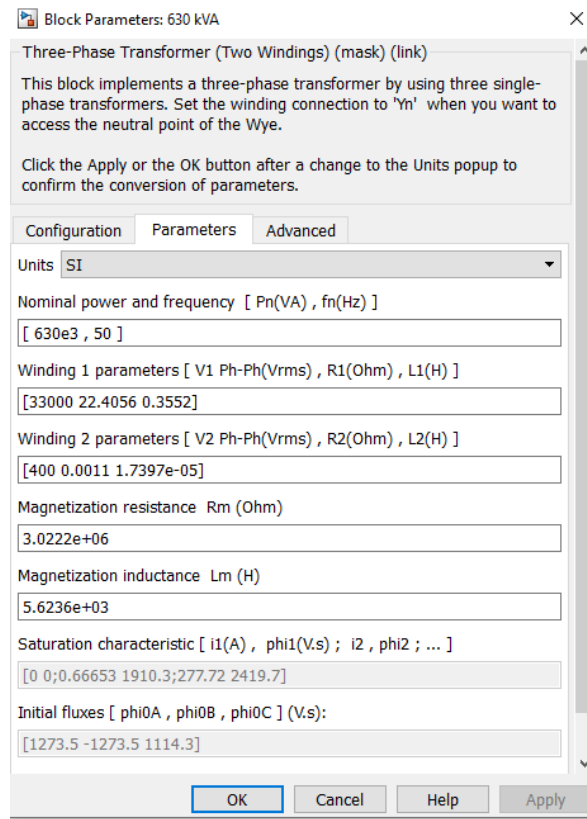 Block Parameters: 630 kVA
Three-Phase Transformer (Two Windings) (mask) (link)
This block implements a three-phase transformer by using three single-
phase transformers. Set the winding connection to 'Yn' when you want to
access the neutral point of the Wye.
Click the Apply or the OK button after a change to the Units popup to
confirm the conversion of parameters.
Configuration Parameters Advanced
Units SI
Nominal power and frequency [ Pn(VA) , fn(Hz) ]
[ 630e3 , 50 ]
Winding 1 parameters [ V1 Ph-Ph(Vrms) , R1(Ohm) , L1(H) ]
[33000 22.4056 0.3552]
Winding 2 parameters [ V2 Ph-Ph(Vrms) , R2(Ohm) , L2(H) ]
[400 0.0011 1.7397e-05]
Magnetization resistance Rm (Ohm)
3.0222e+06
Magnetization inductance Lm (H)
5.6236e+03
Saturation characteristic [ i1(A) , phi1(V.s) ; i2 , phi2 ; ... ]
[0 0;0.66653 1910.3;277.72 2419.7]
Initial fluxes [ phi0A , phi0B , phi0C ] (V.s):
[1273.5 -1273.5 1114.3]
OK Cancel Help Apply